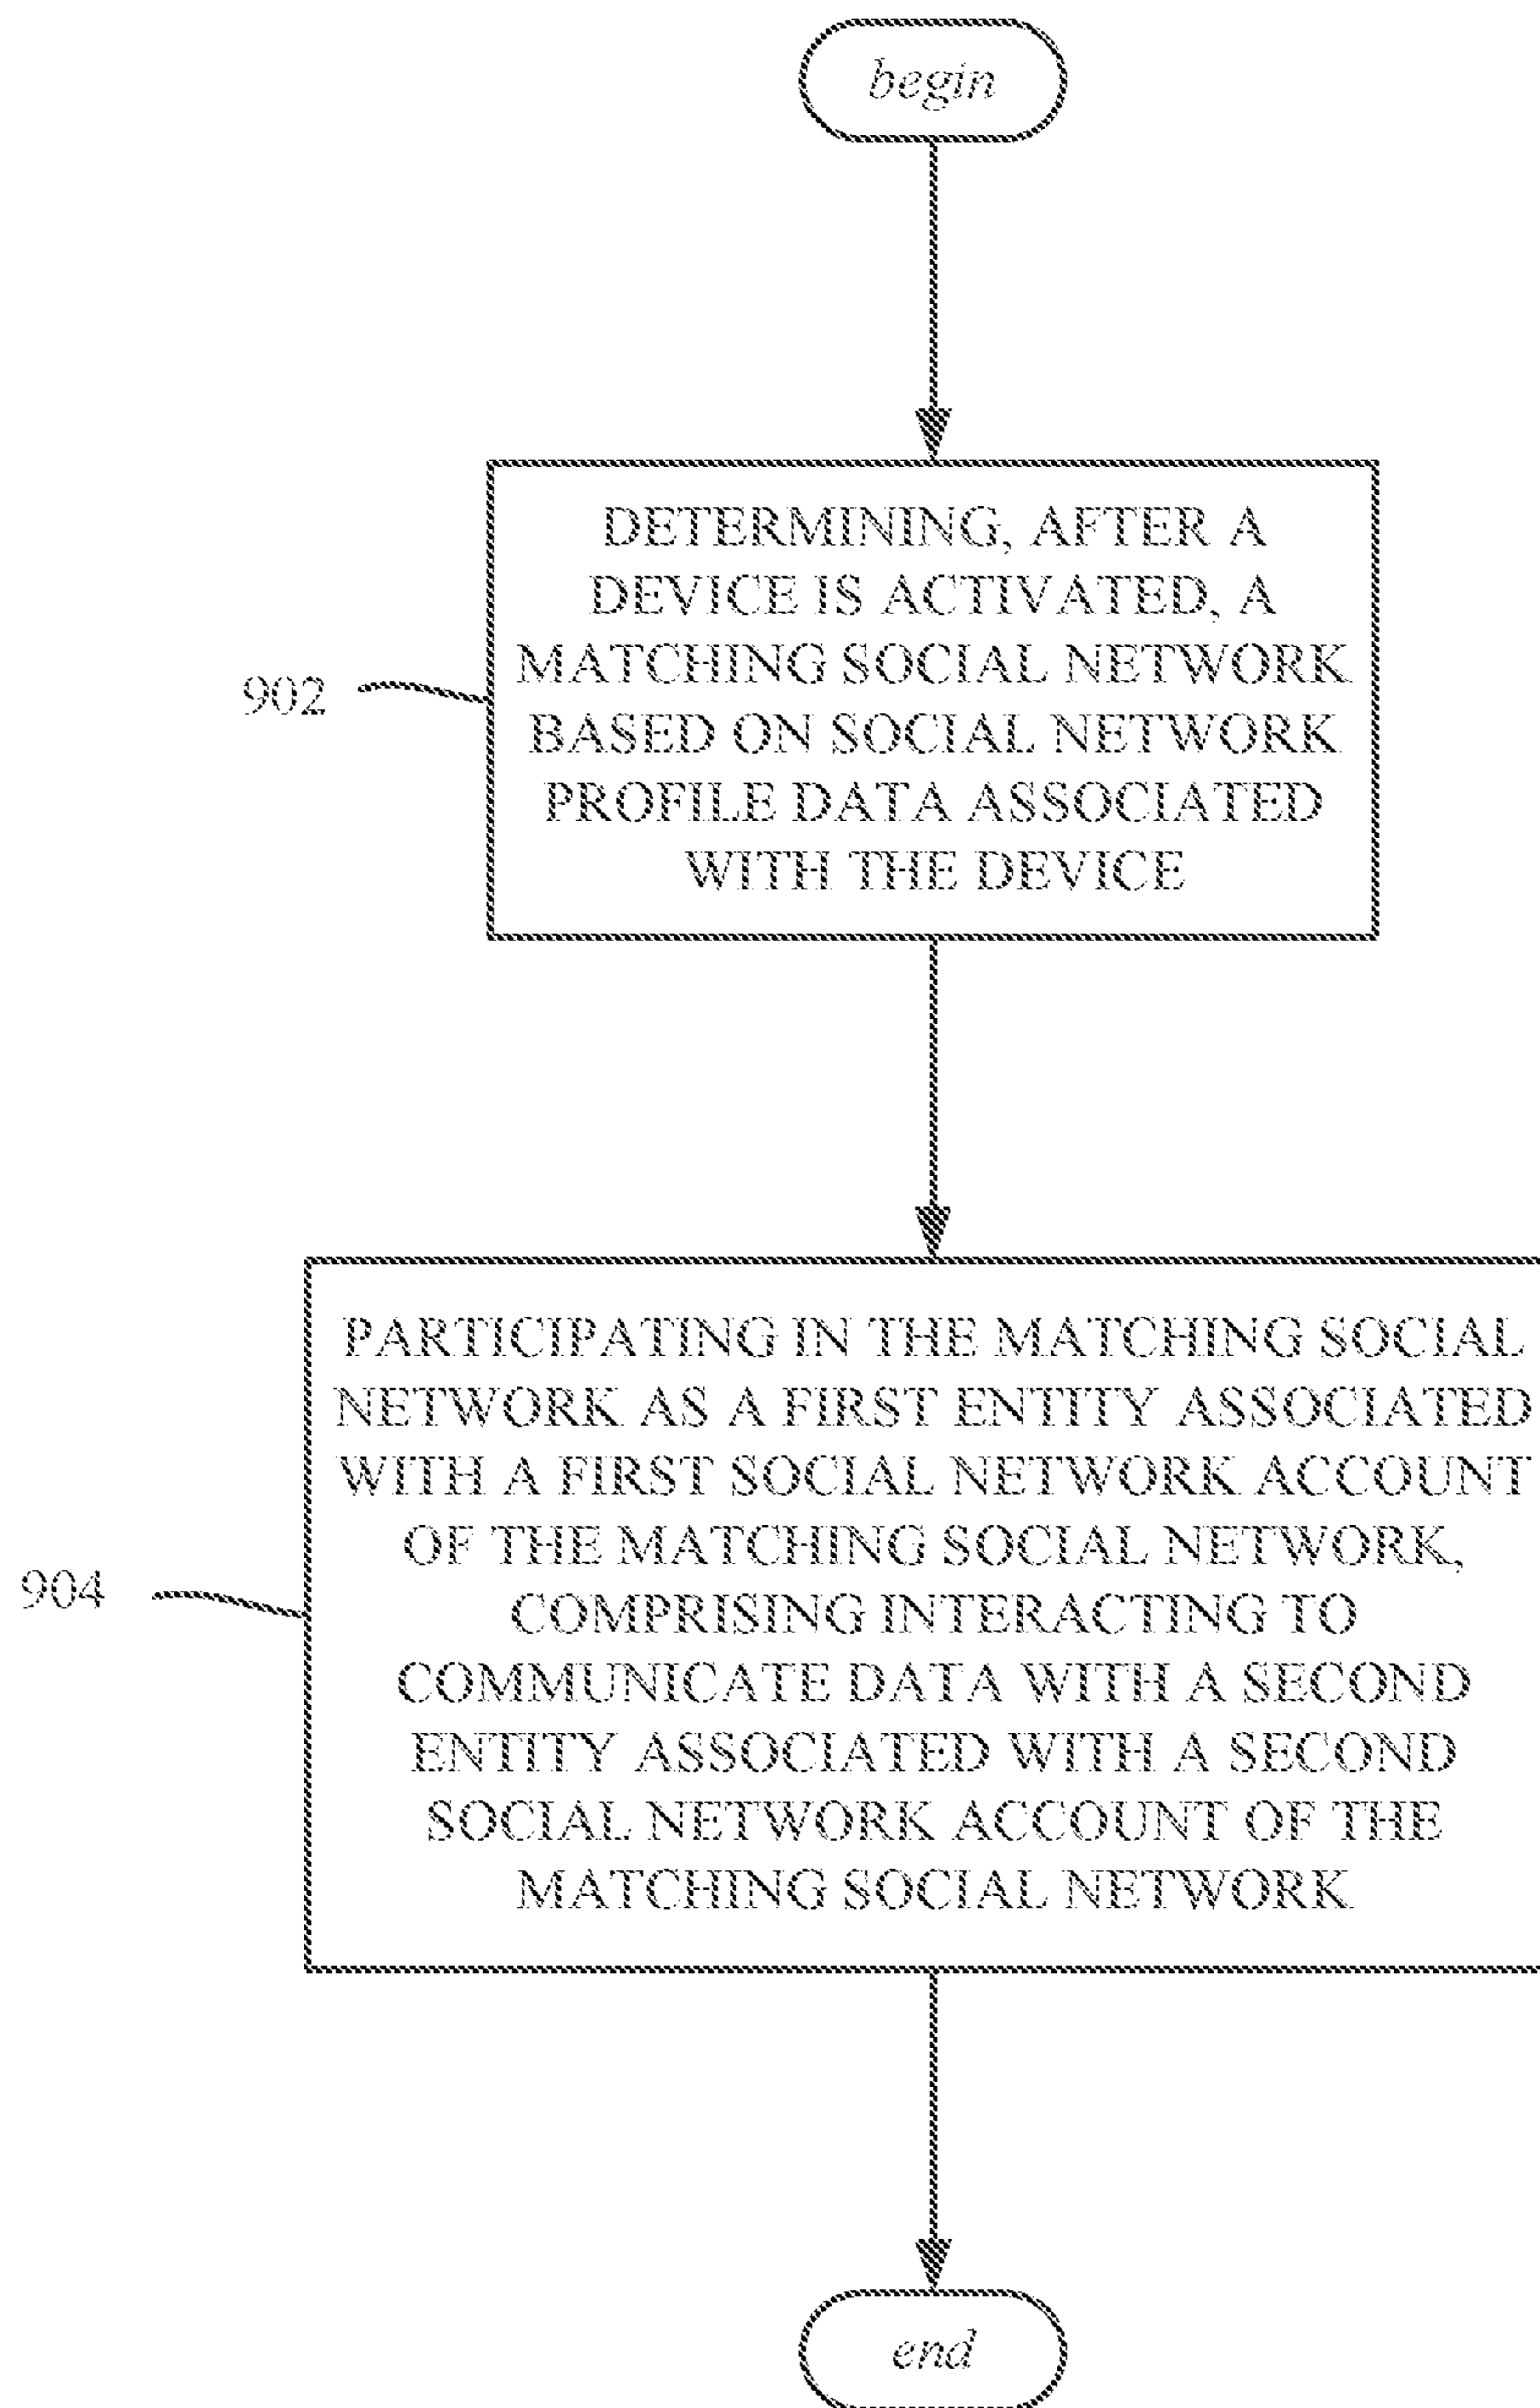 begin
DETERMINING, AFTER A
DEVICE IS ACTIVATED, A
MATCHING SOCIAL NETWORK
BASED ON SOCIAL NETWORK
PROFILE DATA ASSOCIATED
WITH THE DEVICE
902
PARTICIPATING IN THE MATCHING SOCIAL
NETWORK AS A FIRST ENTITY ASSOCIATED
WITH A FIRST SOCIAL NETWORK ACCOUNT
OF THE MATCHING SOCIAL NETWORK,
COMPRISING INTERACTING TO
COMMUNICATE DATA WITH A SECOND
ENTITY ASSOCIATED WITH A SECOND
SOCIAL NETWORK ACCOUNT OF THE
MATCHING SOCIAL NETWORK
904
end